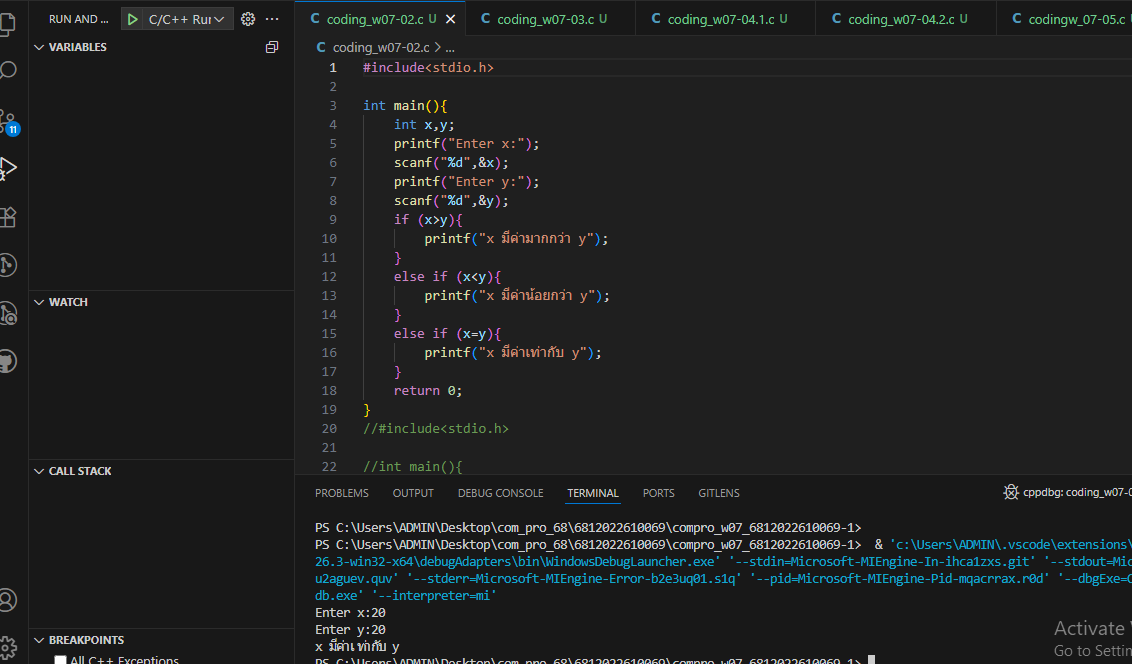 RUN AND ...
C/C++ Rur
coding_w07-02.c U
coding_w07-03.c U
coding_w07-04.1.c U
coding_w07-04.2.c U
codingw_07-05.c
VARIABLES
coding_w07-02.c > ...
1 #include<stdio.h>
2
3 int main(){
4 int x,y;
5 printf("Enter x:");
6 scanf("%d",&x);
7 printf("Enter y:");
8 scanf("%d",&y);
9 if (x>y){
10 printf("x มีค่ามากกว่า y");
11 }
12 else if (x<y){
13 printf("x มีค่าน้อยกว่า y");
14 }
15 else if (x=y){
16 printf("x มีค่าเท่ากับ y");
17 }
18 return 0;
19 }
20 //#include<stdio.h>
21
22 //int main(){
11
WATCH
CALL STACK
BREAKPOINTS
All C++ Exceptions
PROBLEMS OUTPUT DEBUG CONSOLE TERMINAL PORTS GITLENS
cppdbg: coding_w07-0
PS C:\Users\ADMIN\Desktop\com_pro_68\6812022610069\compro_w07_6812022610069-1>
PS C:\Users\ADMIN\Desktop\com_pro_68\6812022610069\compro_w07_6812022610069-1> & 'c:\Users\ADMIN\.vscode\extensions\
26.3-win32-x64\debugAdapters\bin\WindowsDebugLauncher.exe' '--stdin=Microsoft-MIEngine-In-ihca1zxs.git' '--stdout=Mic
u2aguev.quv' '--stderr=Microsoft-MIEngine-Error-b2e3uq01.s1q' '--pid=Microsoft-MIEngine-Pid-mqacrrax.r0d' '--dbgExe=C
db.exe' '--interpreter=mi'
Enter x:20
Enter y:20
x มีค่าเท่ากับ y
PS C:\Users\ADMIN\Desktop\com_pro_68\6812022610069\compro_w07_6812022610069-1>
Activate
Go to Settin